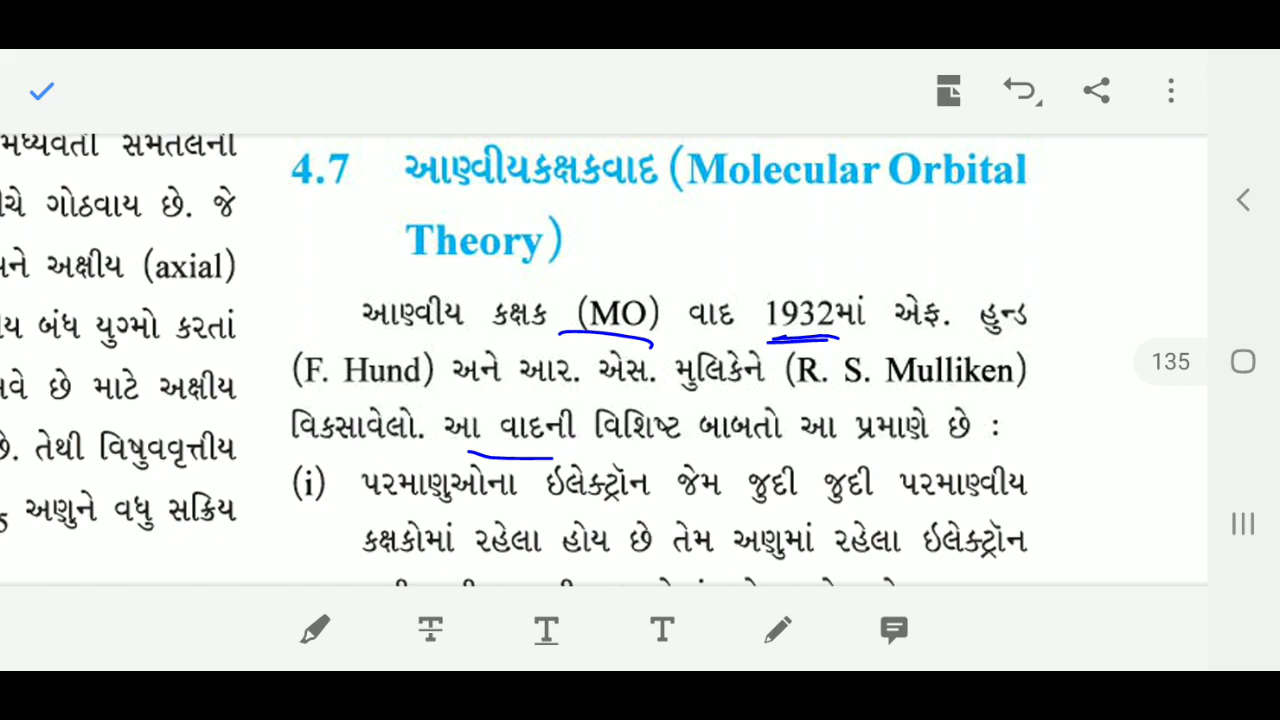 મધ્યવર્તી સમતલની
ગોઠવાય છે. જે
અક્ષીય (axial)
બંધ યુગ્મો કરતાં
છે માટે અક્ષીય
છે. તેથી વિષુવવૃત્તીય
અણુને વધુ સક્રિય
4.7 આણ્વીયકક્ષકવાદ (Molecular Orbital
Theory)
આણ્વીય કક્ષક (MO) વાદ 1932માં એફ. હુન્ડ
(F. Hund) અને આર. એસ. મુલિકેને (R. S. Mulliken)
વિકસાવેલો. આ વાદની વિશિષ્ટ બાબતો આ પ્રમાણે છે :
(i) પરમાણુઓના ઇલેક્ટ્રૉન જેમ જુદી જુદી પરમાણ્વીય
કક્ષકોમાં રહેલા હોય છે તેમ અણુમાં રહેલા ઇલેક્ટ્રૉન
135